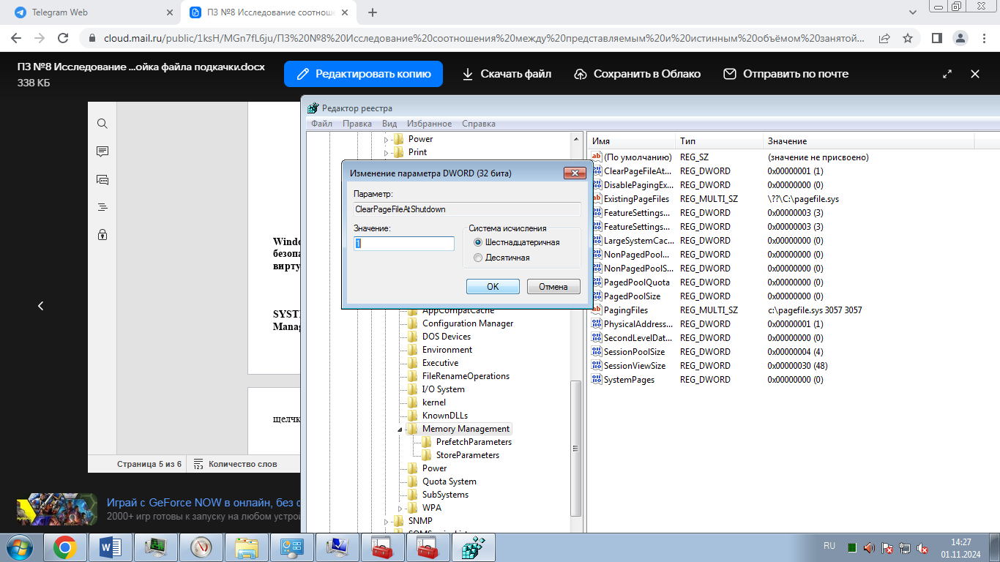 Telegram Web
ПЗ №8 Исследование соотноше
cloud.mail.ru/public/1ksH/MGn7fL6ju/ПЗ%20№8%20Исследование%20соотношения%20между%20представляемым%20и%20истинным%20объёмом%20занятой...
ПЗ №8 Исследование ...ойка файла подкачки.docx
338 КБ
Редактировать копию
Скачать файл
Сохранить в Облако
Отправить по почте
Windo
безопа
вирту
SYSTE
Manag
щелчк
Страница 5 из 6
123
Количество слов
Играй с GeForce NOW в онлайн, без с
2000+ игр готовы к запуску на любом устрой
Редактор реестра
Файл Правка Вид Избранное Справка
Power
Print
Изменение параметра DWORD (32 бита)
Параметр:
ClearPageFileAtShutdown
Значение:
1
Система исчисления
Шестнадцатеричная
Десятичная
OK
Отмена
AppCompatCache
Configuration Manager
DOS Devices
Environment
Executive
FileRenameOperations
I/O System
kernel
KnownDLLs
Memory Management
PrefetchParameters
StoreParameters
Power
Quota System
SubSystems
WPA
SNMP
Имя Тип Значение
(По умолчанию) REG_SZ (значение не присвоено)
ClearPageFileAt... REG_DWORD 0x00000001 (1)
DisablePagingEx... REG_DWORD 0x00000000 (0)
ExistingPageFiles REG_MULTI_SZ \??\C:\pagefile.sys
FeatureSettings... REG_DWORD 0x00000003 (3)
FeatureSettings... REG_DWORD 0x00000003 (3)
LargeSystemCac... REG_DWORD 0x00000000 (0)
NonPagedPool... REG_DWORD 0x00000000 (0)
NonPagedPoolS... REG_DWORD 0x00000000 (0)
PagedPoolQuota REG_DWORD 0x00000000 (0)
PagedPoolSize REG_DWORD 0x00000000 (0)
PagingFiles REG_MULTI_SZ c:\pagefile.sys 3057 3057
PhysicalAddress... REG_DWORD 0x00000001 (1)
SecondLevelDat... REG_DWORD 0x00000000 (0)
SessionPoolSize REG_DWORD 0x00000004 (4)
SessionViewSize REG_DWORD 0x00000030 (48)
SystemPages REG_DWORD 0x00000000 (0)
RU
14:27
01.11.2024